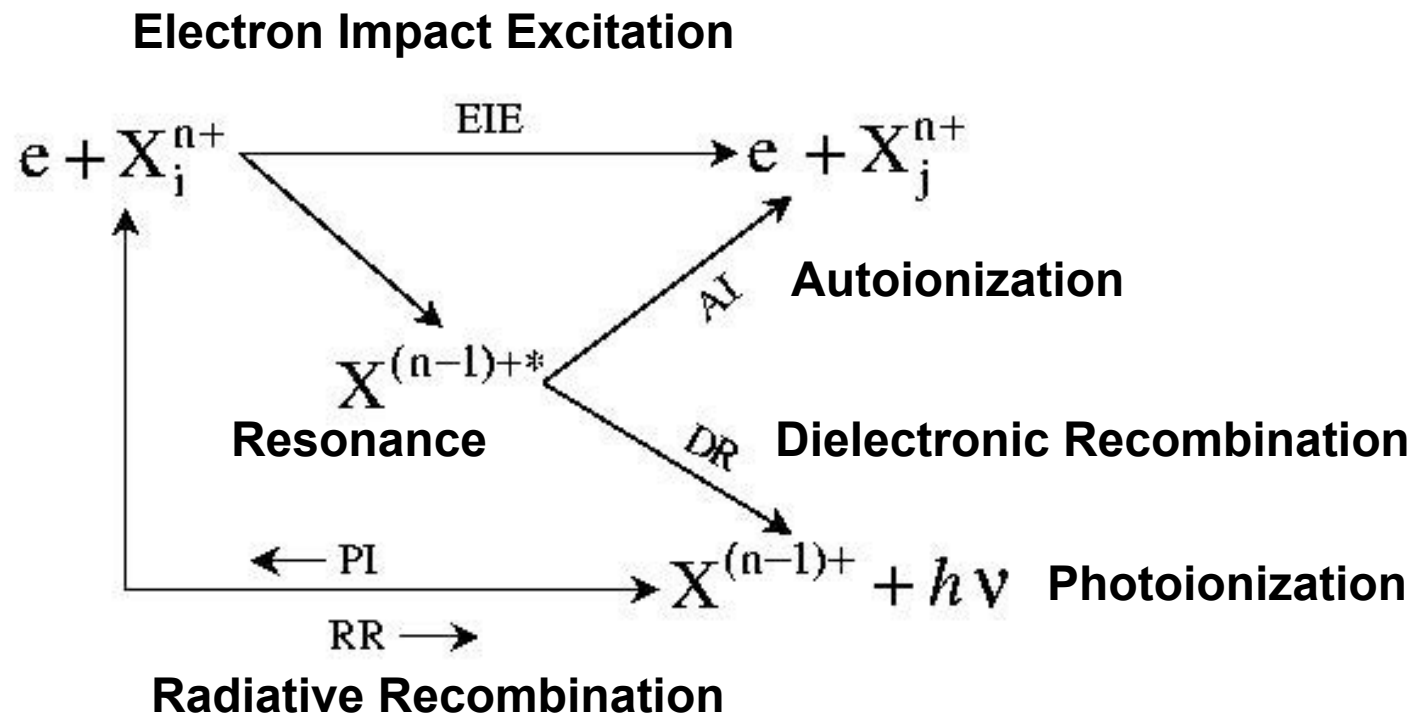 Electron Impact Excitation
EIE
e + X_i^{n+} e + X_j^{n+}
AI Autoionization
X^{(n−1)+*}
Resonance DR Dielectronic Recombination
PI
X^{(n−1)+} + hν Photoionization
RR
Radiative Recombination